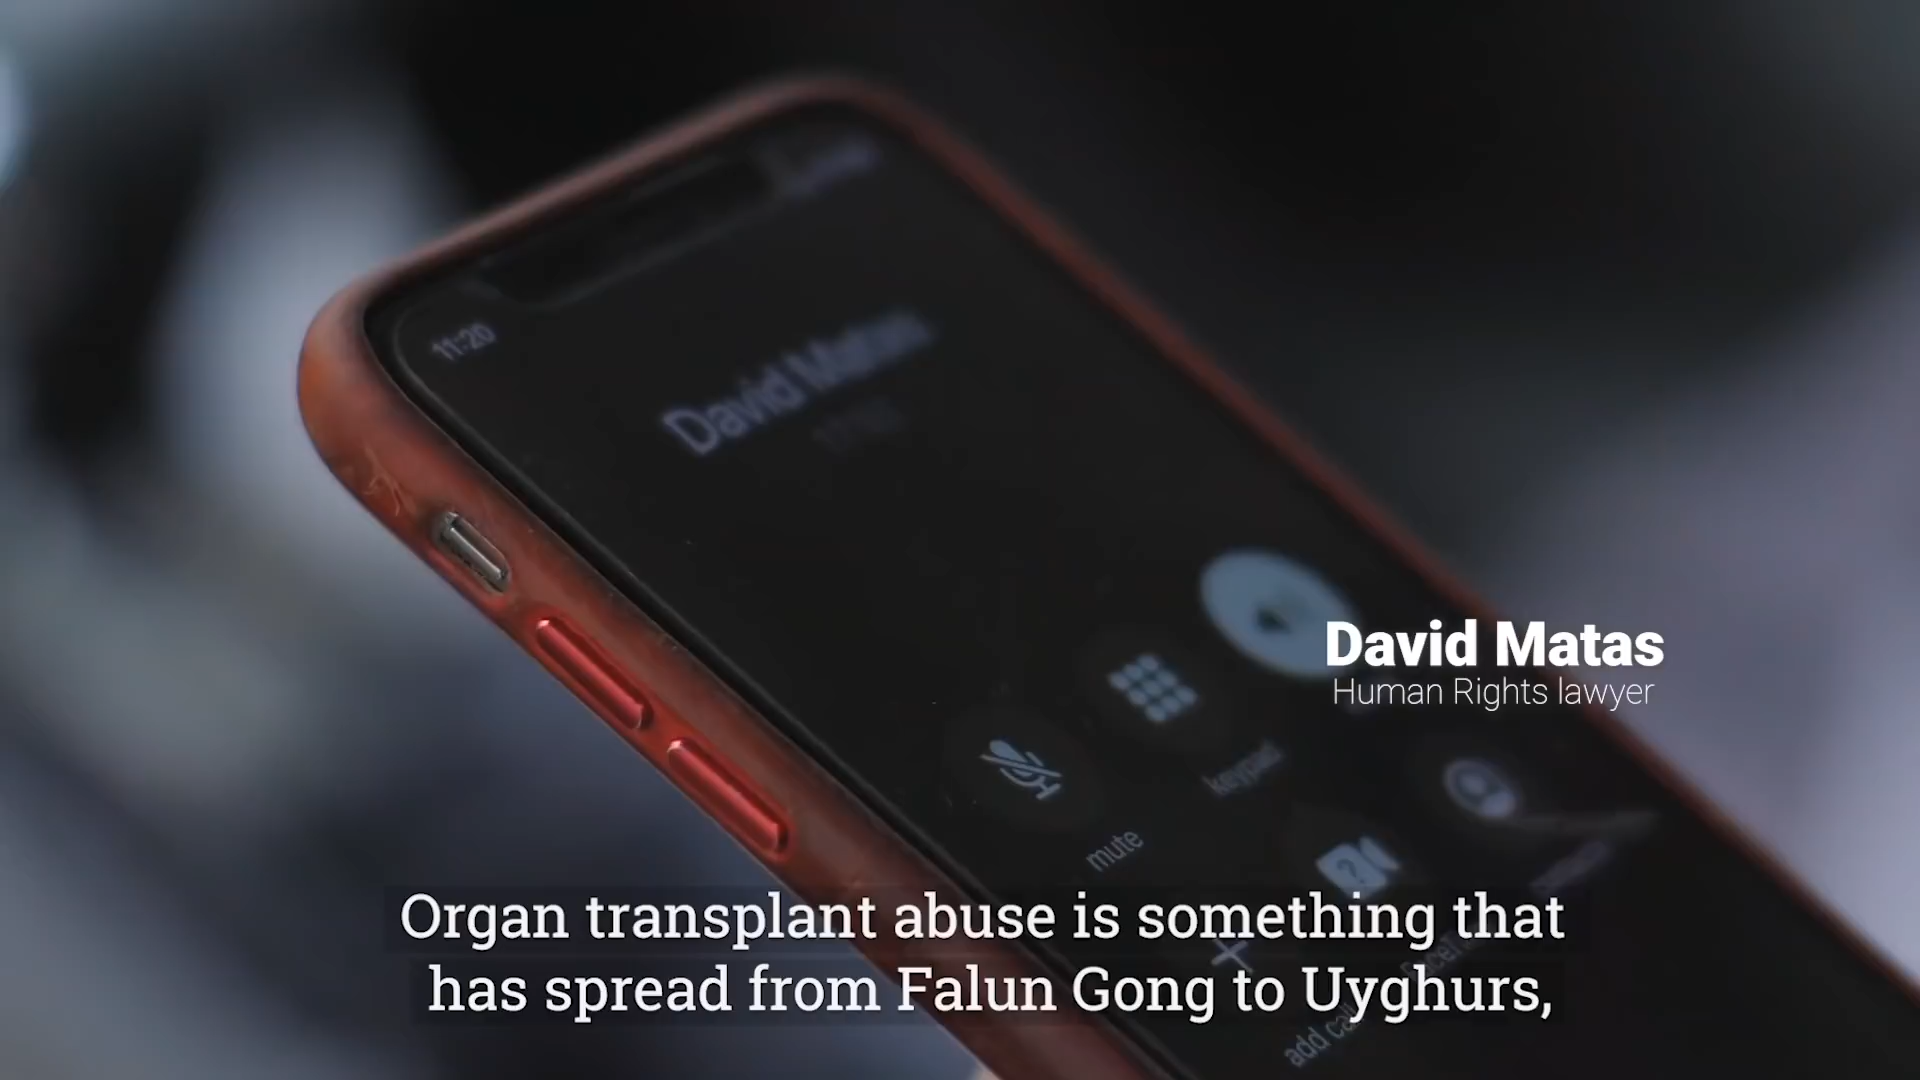 11:20
David Matas
David Matas
Human Rights lawyer
keypad
mute
Organ transplant abuse is something that
has spread from Falun Gong to Uyghurs,
add call